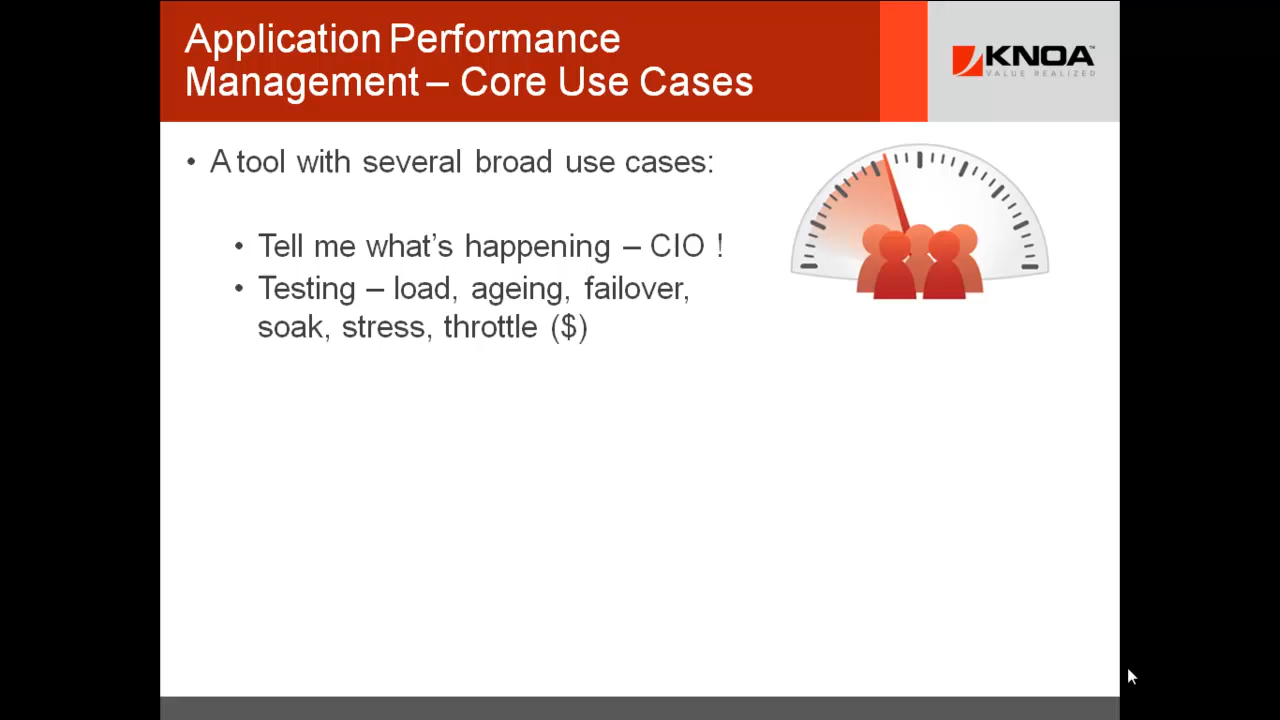 Application Performance
Management – Core Use Cases
KNOA™
VALUE REALIZED
• A tool with several broad use cases:
• Tell me what’s happening – CIO !
• Testing – load, ageing, failover,
soak, stress, throttle ($)